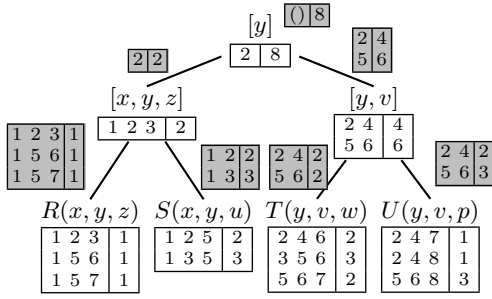 [y]
() 8
2 8
2 2
2 4
5 6
[x, y, z]
1 2 3 2
[y, v]
2 4 4
5 6 6
1 2 3 1
1 5 6 1
1 5 7 1
1 2 2
1 3 3
2 4 2
5 6 2
2 4 2
5 6 3
R(x, y, z)
1 2 3 1
1 5 6 1
1 5 7 1
S(x, y, u)
1 2 5 2
1 3 5 3
T(y, v, w)
2 4 6 2
3 5 6 3
5 6 7 2
U(y, v, p)
2 4 7 1
2 4 8 1
5 6 8 3